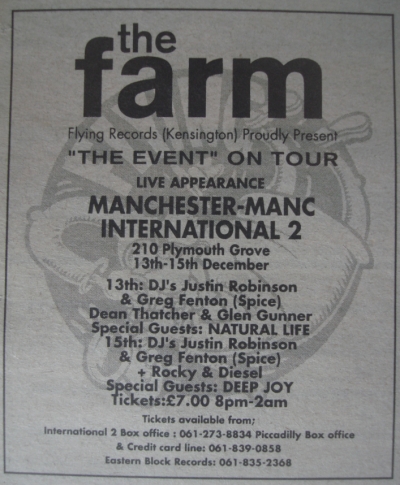 the
farm
Flying Records (Kensington) Proudly Present
"THE EVENT" ON TOUR
LIVE APPEARANCE
MANCHESTER-MANC
INTERNATIONAL 2
210 Plymouth Grove
13th-15th December
13th: DJ's Justin Robinson
& Greg Fenton (Spice)
Dean Thatcher & Glen Gunner
Special Guests: NATURAL LIFE
15th: DJ's Justin Robinson
& Greg Fenton (Spice)
+ Rocky & Diesel
Special Guests: DEEP JOY
Tickets:£7.00 8pm-2am
Tickets available from;
International 2 Box office : 061-273-8834 Piccadilly Box office
& Credit card line: 061-839-0858
Eastern Block Records: 061-835-2368